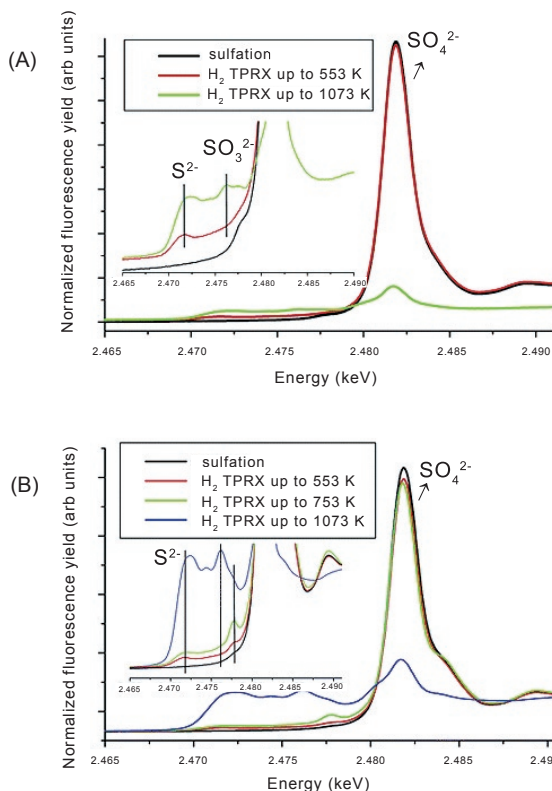 (A)
Normalized fluorescence yield (arb units)
sulfation
H₂ TPRX up to 553 K
H₂ TPRX up to 1073 K
SO₄²⁻
S²⁻
SO₃²⁻
2.465 2.470 2.475 2.480 2.485 2.490
2.465 2.470 2.475 2.480 2.485 2.490
Energy (keV)
(B)
Normalized fluorescence yield (arb units)
sulfation
H₂ TPRX up to 553 K
H₂ TPRX up to 753 K
H₂ TPRX up to 1073 K
SO₄²⁻
S²⁻
2.465 2.470 2.475 2.480 2.485 2.490
2.465 2.470 2.475 2.480 2.485 2.490
Energy (keV)